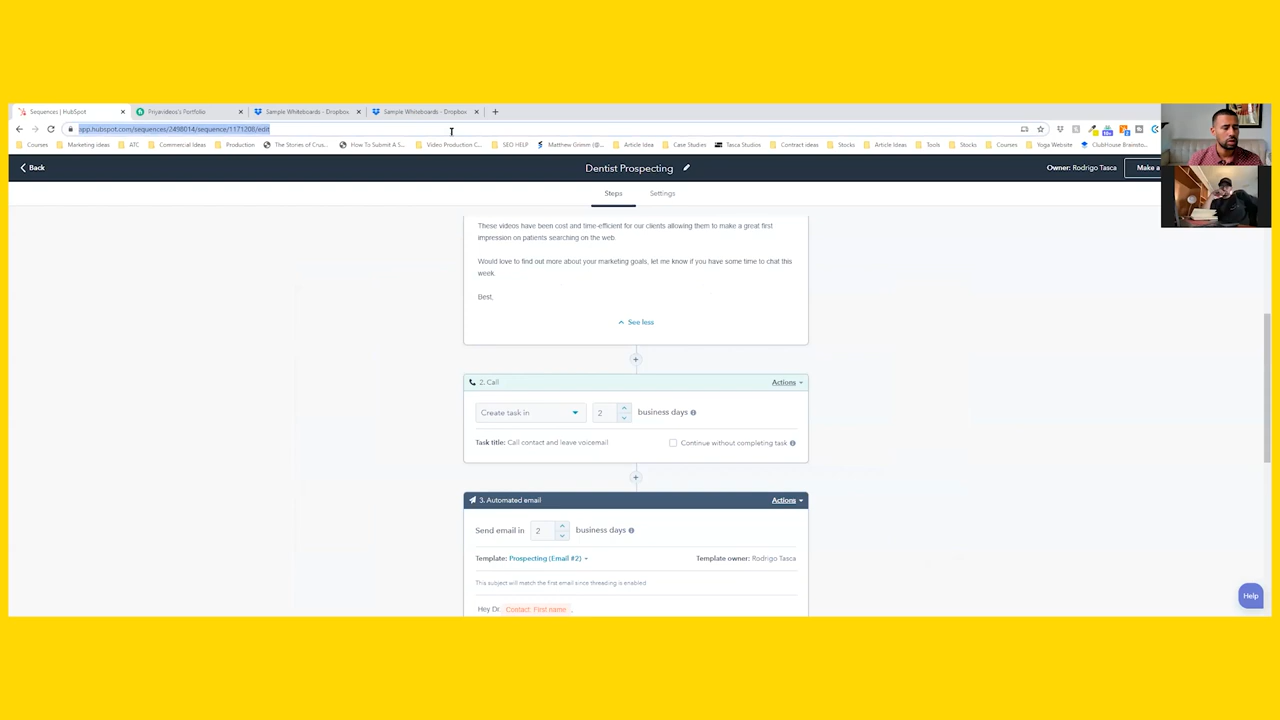 Sequences | HubSpot
Priyavideos's Portfolio
Sample Whiteboards - Dropbox
Sample Whiteboards - Dropbox
app.hubspot.com/sequences/2498014/sequence/1171208/edit
Courses
Marketing ideas
ATC
Commercial Ideas
Production
The Stories of Crus...
How To Submit A S...
Video Production C...
SEO HELP
Matthew Grimm (@...
Article Idea
Case Studies
Tasca Studios
Contract ideas
Stocks
Article Ideas
Tools
Stocks
Courses
Yoga Website
ClubHouse Brainsto...
Back
Dentist Prospecting
Owner: Rodrigo Tasca
Make a
Steps
Settings
These videos have been cost and time-efficient for our clients allowing them to make a great first
impression on patients searching on the web.
Would love to find out more about your marketing goals, let me know if you have some time to chat this
week.
Best,
See less
2. Call
Actions
Create task in
2
business days
Task title: Call contact and leave voicemail
Continue without completing task
3. Automated email
Actions
Send email in
2
business days
Template: Prospecting (Email #2)
Template owner: Rodrigo Tasca
This subject will match the first email since threading is enabled
Hey Dr. Contact: First name ,
Help